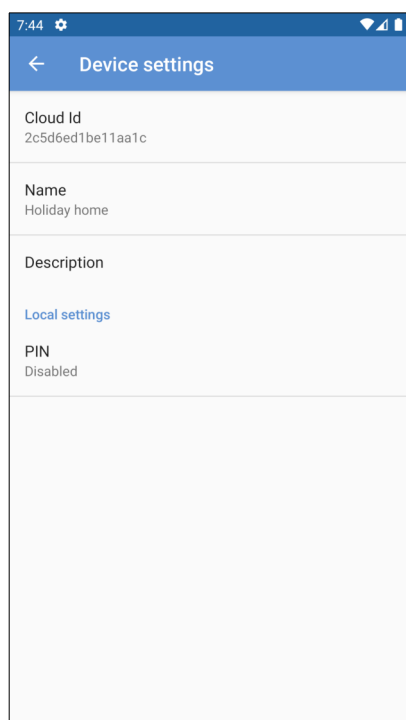 7:44
Device settings
Cloud Id
2c5d6ed1be11aa1c
Name
Holiday home
Description
Local settings
PIN
Disabled